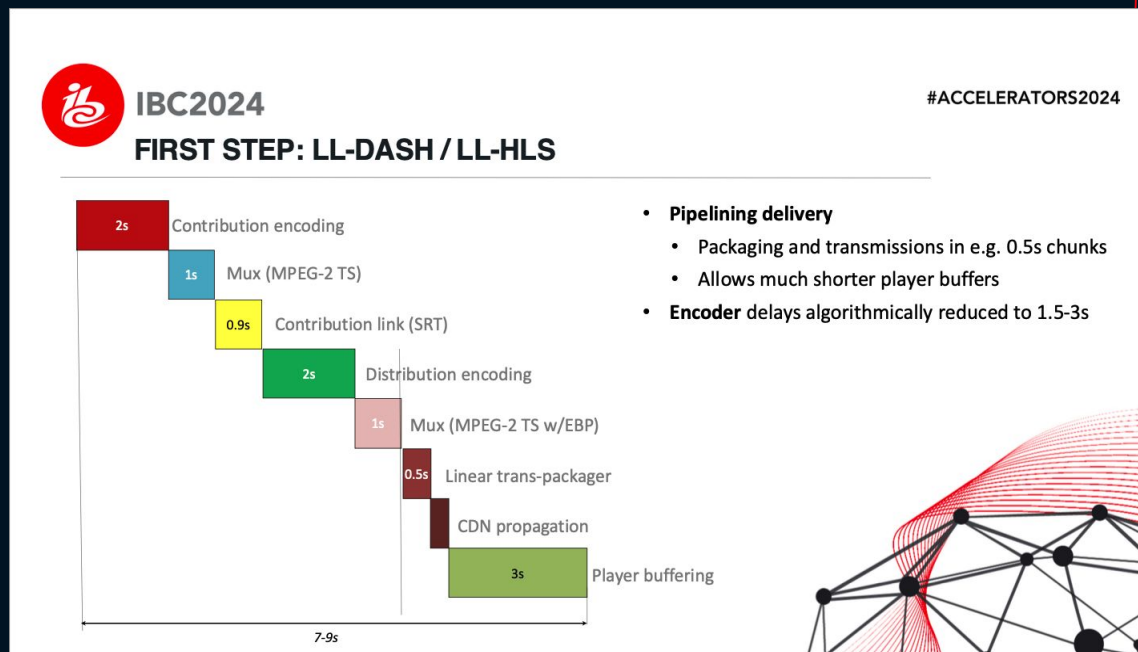 IBC2024
#ACCELERATORS2024
FIRST STEP: LL-DASH / LL-HLS
2s
Contribution encoding
1s
Mux (MPEG-2 TS)
0.9s
Contribution link (SRT)
2s
Distribution encoding
1s
Mux (MPEG-2 TS w/EBP)
0.5s
Linear trans-packager
CDN propagation
3s
Player buffering
7-9s
• Pipelining delivery
• Packaging and transmissions in e.g. 0.5s chunks
• Allows much shorter player buffers
• Encoder delays algorithmically reduced to 1.5-3s